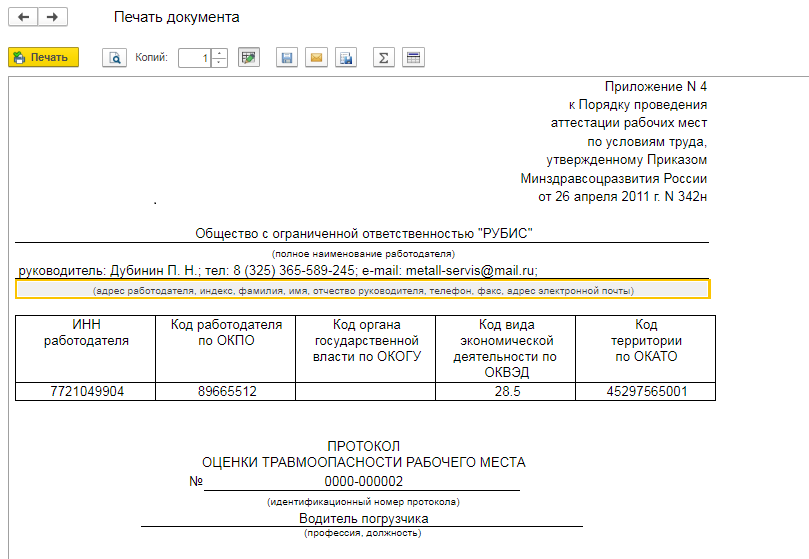 Печать документа
Печать
Копий:
1
Приложение N 4
к Порядку проведения
аттестации рабочих мест
по условиям труда,
утвержденному Приказом
Минздравсоцразвития России
от 26 апреля 2011 г. N 342н
.
Общество с ограниченной ответственностью "РУБИС"
(полное наименование работодателя)
руководитель: Дубинин П. Н.; тел: 8 (325) 365-589-245; e-mail: metall-servis@mail.ru;
(адрес работодателя, индекс, фамилия, имя, отчество руководителя, телефон, факс, адрес электронной почты)
ИНН
работодателя
Код работодателя
по ОКПО
Код органа
государственной
власти по ОКОГУ
Код вида
экономической
деятельности по
ОКВЭД
Код
территории
по ОКАТО
7721049904
89665512
28.5
45297565001
ПРОТОКОЛ
ОЦЕНКИ ТРАВМООПАСНОСТИ РАБОЧЕГО МЕСТА
№ 0000-000002
(идентификационный номер протокола)
Водитель погрузчика
(профессия, должность)